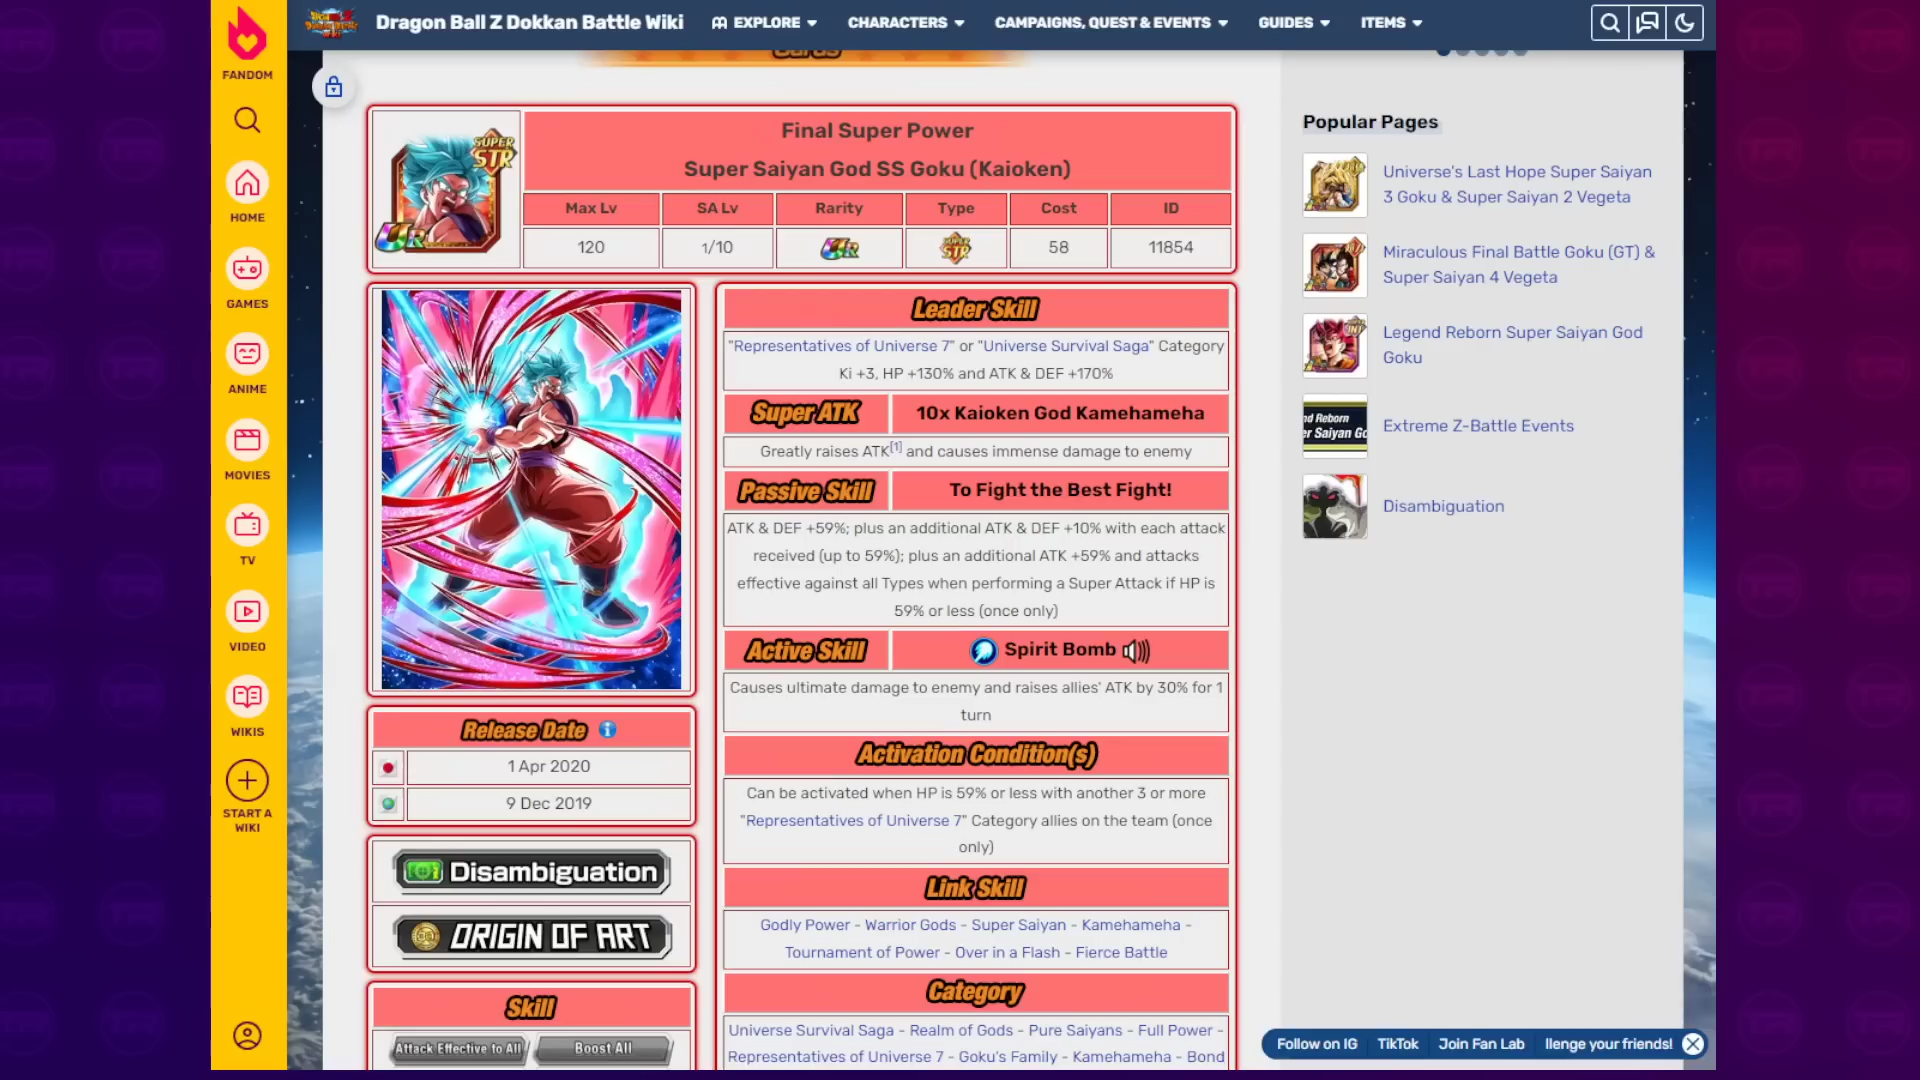 FANDOM
HOME
GAMES
ANIME
MOVIES
TV
VIDEO
WIKIS
START A
WIKI
Dragon Ball Z Dokkan Battle Wiki
EXPLORE
CHARACTERS
CAMPAIGNS, QUEST & EVENTS
GUIDES
ITEMS
Cards
SUPER
STR
UR
Final Super Power
Super Saiyan God SS Goku (Kaioken)
Max Lv SA Lv Rarity Type Cost ID
120 1/10 UR SUPER STR 58 11854
Leader Skill
"Representatives of Universe 7" or "Universe Survival Saga" Category
Ki +3, HP +130% and ATK & DEF +170%
Super ATK 10x Kaioken God Kamehameha
Greatly raises ATK[1] and causes immense damage to enemy
Passive Skill To Fight the Best Fight!
ATK & DEF +59%; plus an additional ATK & DEF +10% with each attack
received (up to 59%); plus an additional ATK +59% and attacks
effective against all Types when performing a Super Attack if HP is
59% or less (once only)
Active Skill Spirit Bomb
Causes ultimate damage to enemy and raises allies' ATK by 30% for 1
turn
Activation Condition(s)
Can be activated when HP is 59% or less with another 3 or more
"Representatives of Universe 7" Category allies on the team (once
only)
Link Skill
Godly Power - Warrior Gods - Super Saiyan - Kamehameha -
Tournament of Power - Over in a Flash - Fierce Battle
Category
Universe Survival Saga - Realm of Gods - Pure Saiyans - Full Power -
Representatives of Universe 7 - Goku's Family - Kamehameha - Bond
Release Date
1 Apr 2020
9 Dec 2019
Disambiguation
ORIGIN OF ART
Skill
Attack Effective to All
Boost All
Popular Pages
Universe's Last Hope Super Saiyan
3 Goku & Super Saiyan 2 Vegeta
Miraculous Final Battle Goku (GT) &
Super Saiyan 4 Vegeta
Legend Reborn Super Saiyan God
Goku
nd Reborn
er Saiyan Go
Extreme Z-Battle Events
Disambiguation
Follow on IG
TikTok
Join Fan Lab
llenge your friends!